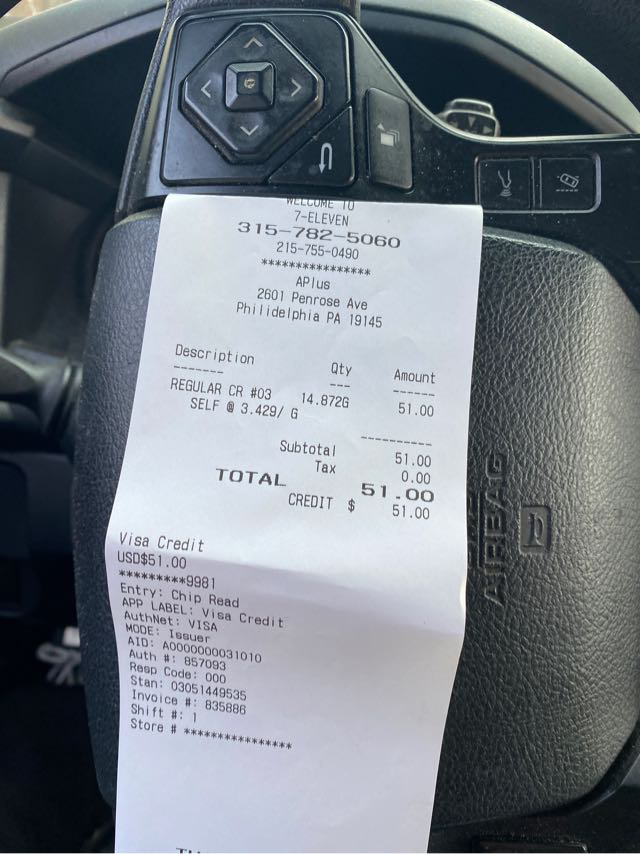 WELCOME TO
7-ELEVEN
315-782-5060
215-755-0490
****************
APlus
2601 Penrose Ave
Philidelphia PA 19145
Description Qty Amount
------- --- ------
REGULAR CR #03 14.872G 51.00
SELF @ 3.429/ G
----------
Subtotal 51.00
Tax 0.00
TOTAL 51.00
CREDIT $ 51.00
Visa Credit
USD$51.00
*********9981
Entry: Chip Read
APP LABEL: Visa Credit
AuthNet: VISA
MODE: Issuer
AID: A0000000031010
Auth #: 857093
Resp Code: 000
Stan: 03051449535
Invoice #: 835886
Shift #: 1
Store # ****************
AIRBAG